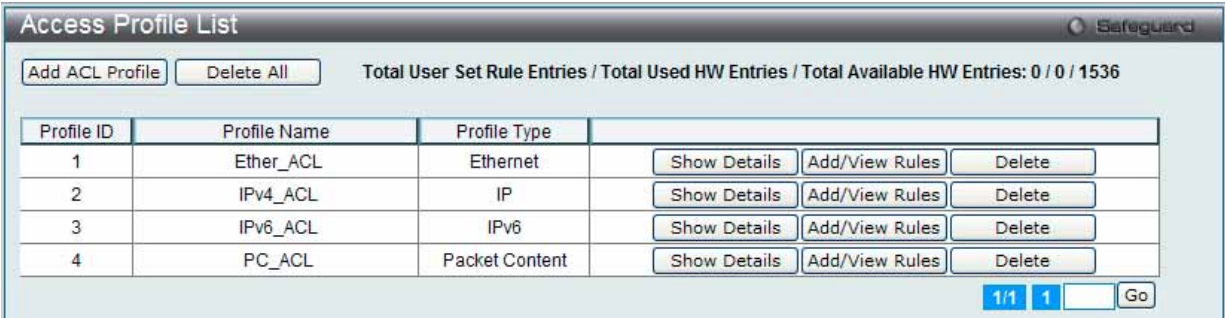 Access Profile List Safeguard
Add ACL Profile Delete All Total User Set Rule Entries / Total Used HW Entries / Total Available HW Entries: 0 / 0 / 1536
Profile ID Profile Name Profile Type
1 Ether_ACL Ethernet Show Details Add/View Rules Delete
2 IPv4_ACL IP Show Details Add/View Rules Delete
3 IPv6_ACL IPv6 Show Details Add/View Rules Delete
4 PC_ACL Packet Content Show Details Add/View Rules Delete
1/1 1 Go